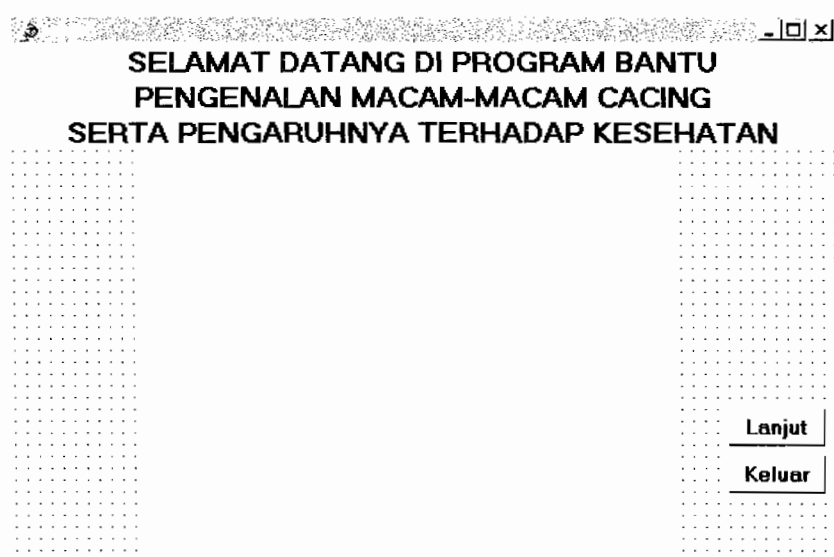 SELAMAT DATANG DI PROGRAM BANTU
PENGENALAN MACAM-MACAM CACING
SERTA PENGARUHNYA TERHADAP KESEHATAN
Lanjut
Keluar